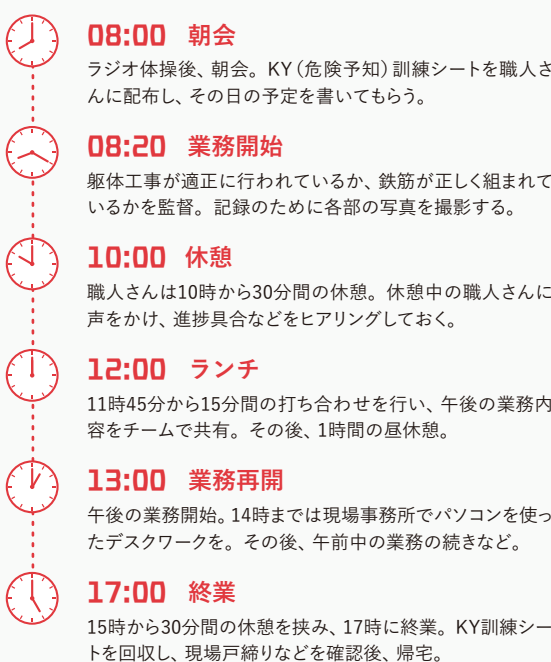 08:00 朝会
ラジオ体操後、朝会。KY(危険予知)訓練シートを職人さ
んに配布し、その日の予定を書いてもらう。
08:20 業務開始
躯体工事が適正に行われているか、鉄筋が正しく組まれて
いるかを監督。記録のために各部の写真を撮影する。
10:00 休憩
職人さんは10時から30分間の休憩。休憩中の職人さんに
声をかけ、進捗具合などをヒアリングしておく。
12:00 ランチ
11時45分から15分間の打ち合わせを行い、午後の業務内
容をチームで共有。その後、1時間の昼休憩。
13:00 業務再開
午後の業務開始。14時までは現場事務所でパソコンを使っ
たデスクワークを。その後、午前中の業務の続きなど。
17:00 終業
15時から30分間の休憩を挟み、17時に終業。KY訓練シー
トを回収し、現場戸締りなどを確認後、帰宅。